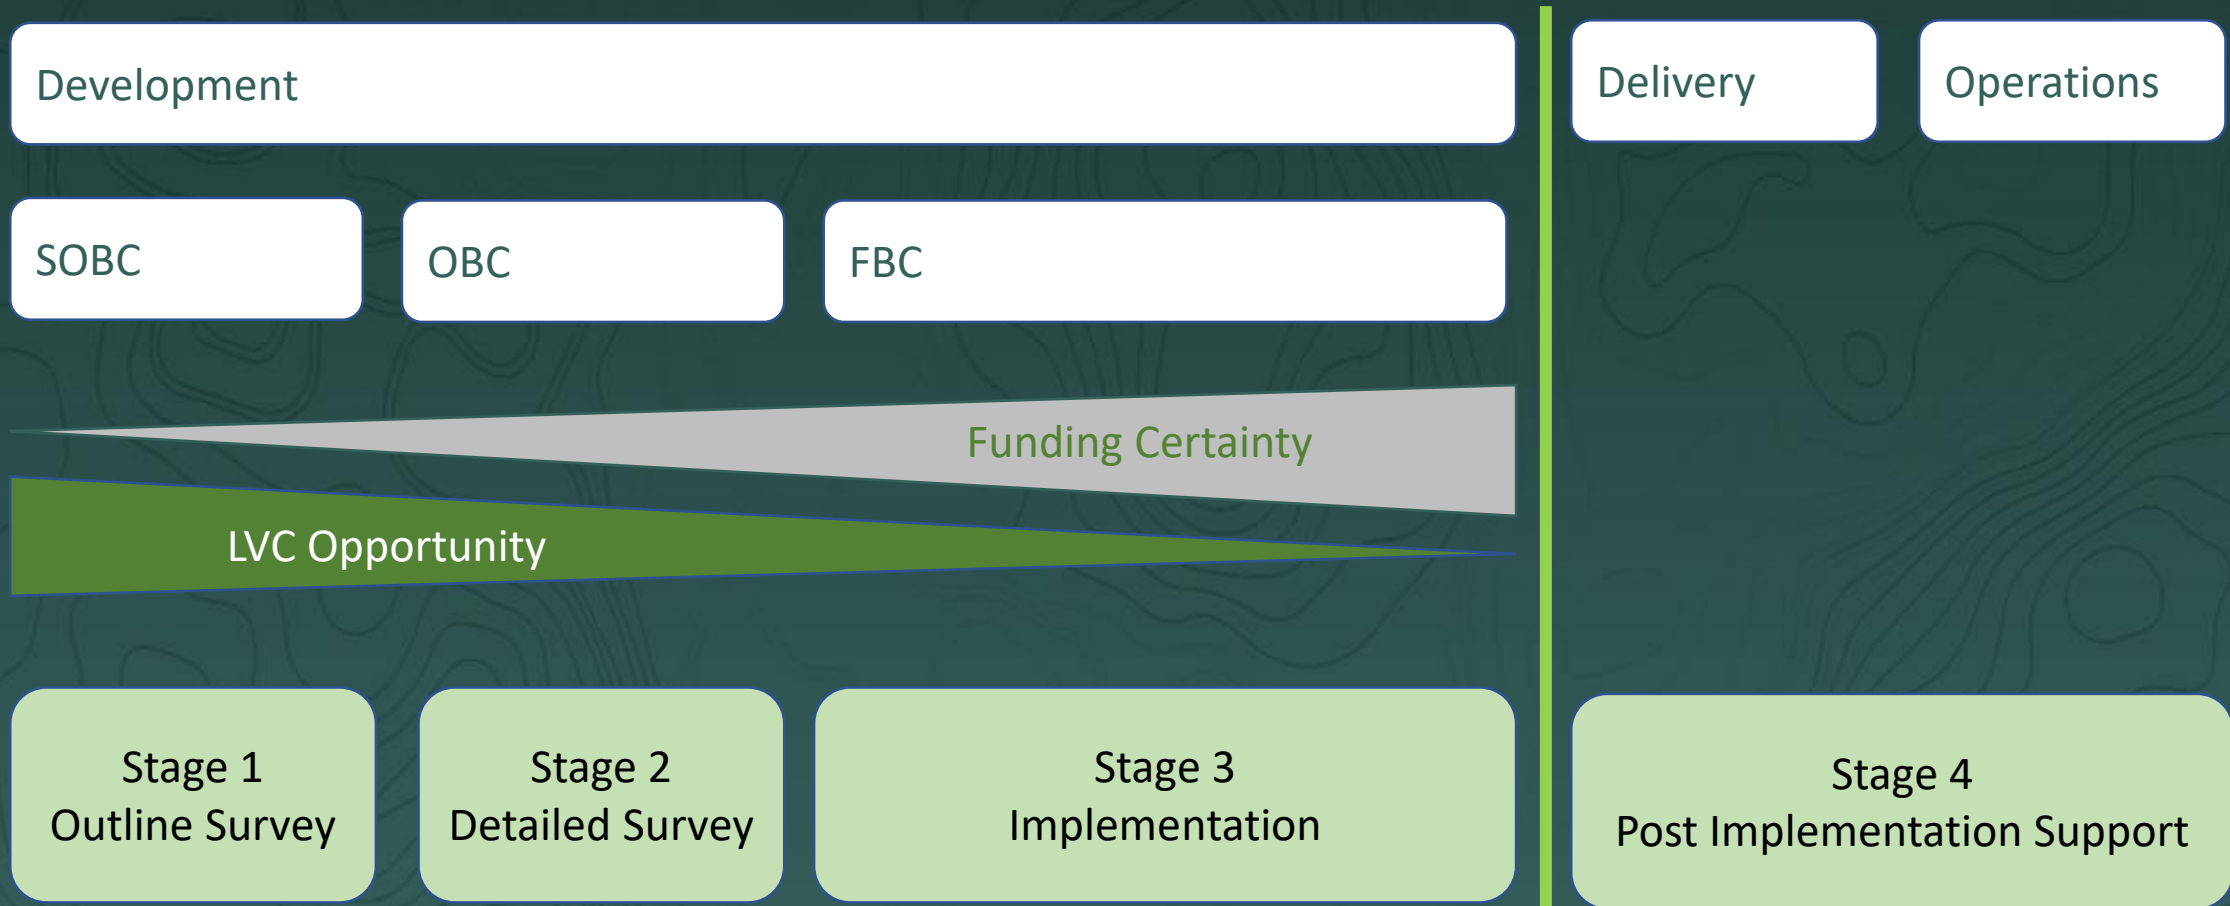 Development
Delivery
Operations
SOBC
OBC
FBC
Funding Certainty
LVC Opportunity
Stage 1
Outline Survey
Stage 2
Detailed Survey
Stage 3
Implementation
Stage 4
Post Implementation Support